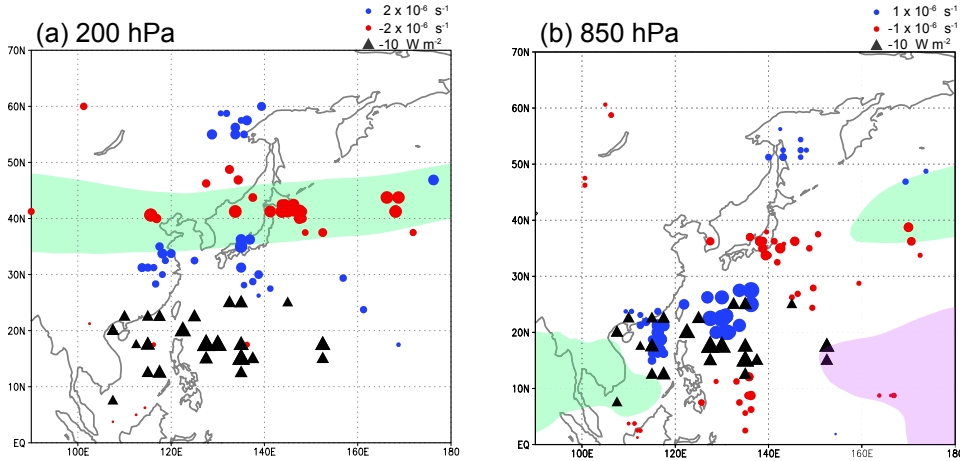 (a) 200 hPa
2 x 10-6 s-1
-2 x 10-6 s-1
-10 W m-2
70N
60N
50N
40N
30N
20N
10N
EQ
100E
120E
140E
160E
180
(b) 850 hPa
1 x 10-6 s-1
-1 x 10-6 s-1
-10 W m-2
70N
60N
50N
40N
30N
20N
10N
EQ
100E
120E
140E
160E
180